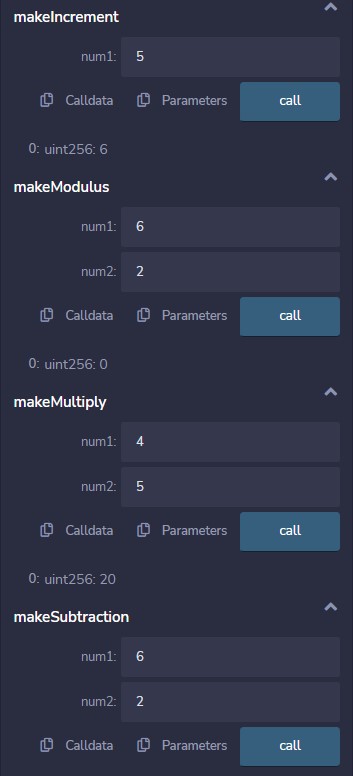 makeIncrement
num1: 5
Calldata Parameters call
0: uint256: 6
makeModulus
num1: 6
num2: 2
Calldata Parameters call
0: uint256: 0
makeMultiply
num1: 4
num2: 5
Calldata Parameters call
0: uint256: 20
makeSubtraction
num1: 6
num2: 2
Calldata Parameters call